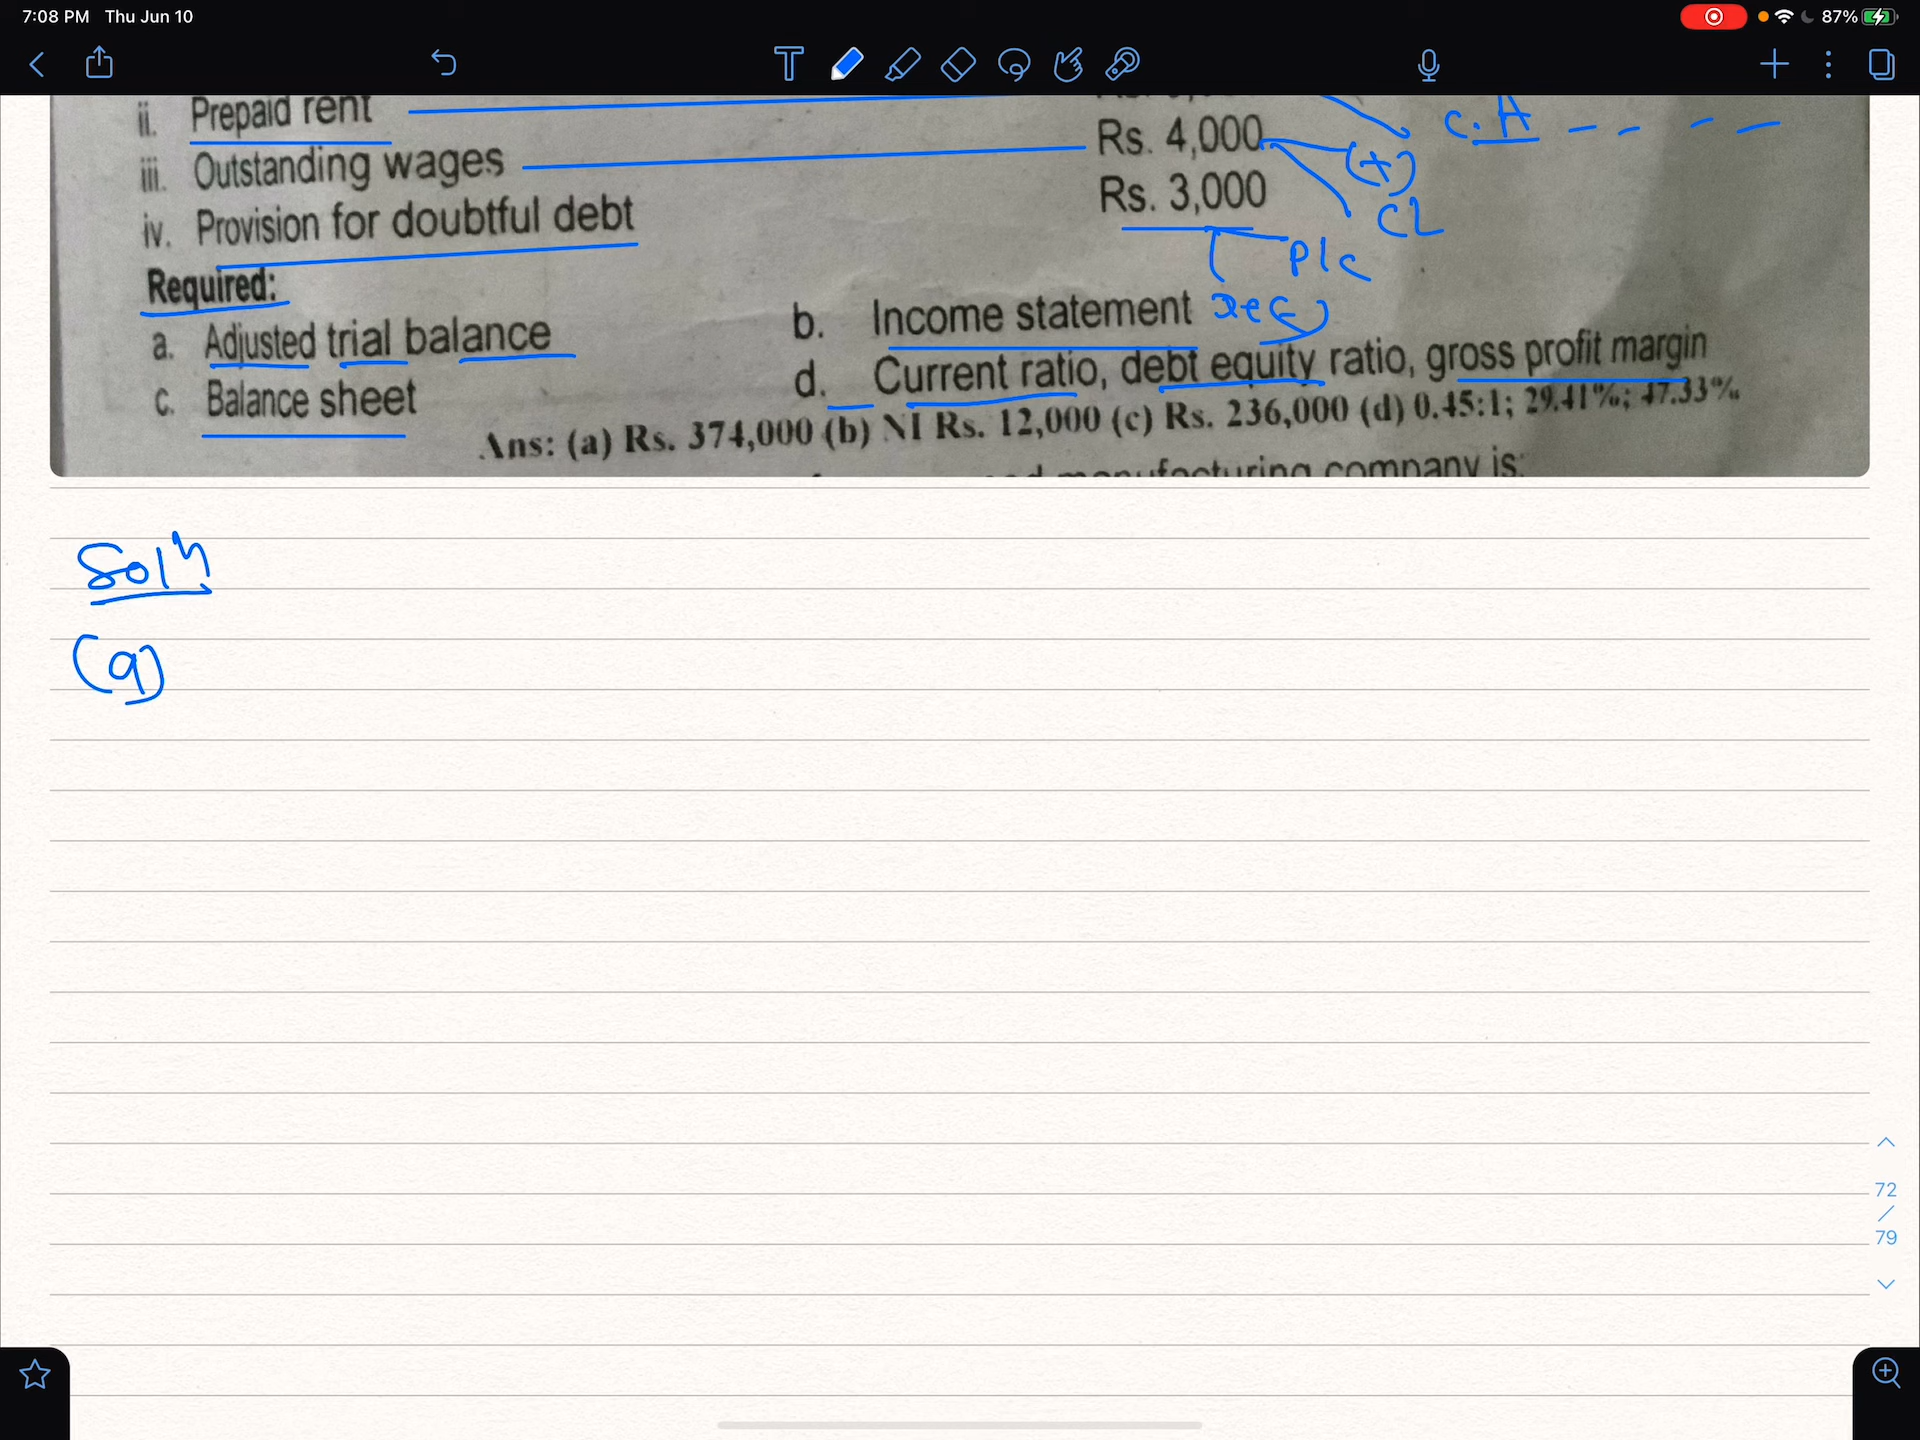 7:08 PM Thu Jun 10
87%
ii. Prepaid rent
C.A
iii. Outstanding wages Rs. 4,000
(+)
CL
iv. Provision for doubtful debt Rs. 3,000
P/c
Required:
a. Adjusted trial balance b. Income statement
c. Balance sheet d. Current ratio, debt equity ratio, gross profit margin
Ans: (a) Rs. 374,000 (b) NI Rs. 12,000 (c) Rs. 236,000 (d) 0.45:1; 29.41%; 47.33%
manufacturing company is:
Solⁿ
(a)
72
/
79